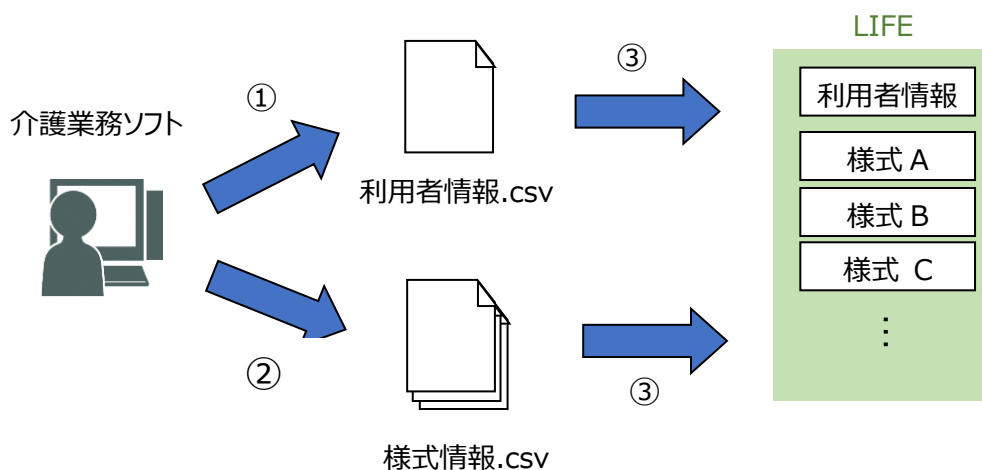 LIFE
③
①
利用者情報
介護業務ソフト
様式 A
利用者情報.csv
様式 B
様式 C
⋮
②
③
様式情報.csv